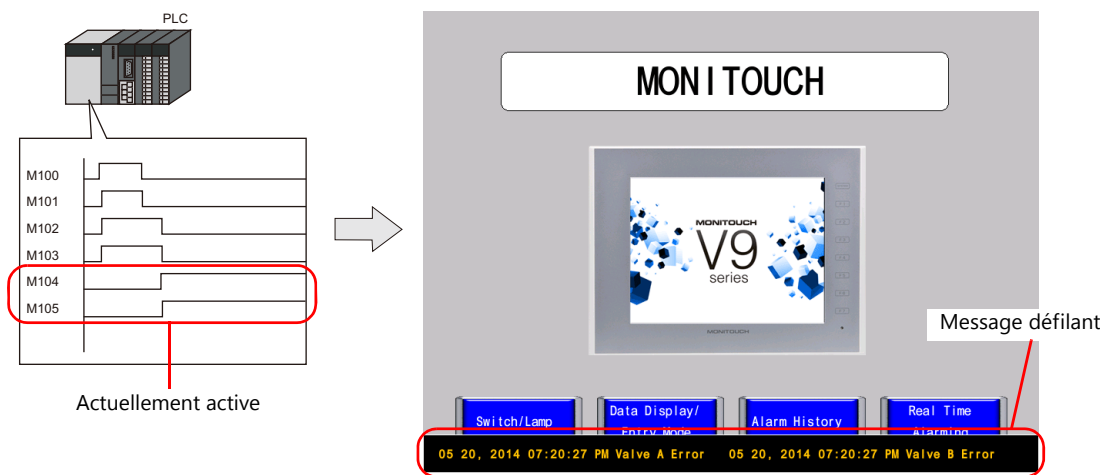 PLC
M100
M101
M102
M103
M104
M105
Actuellement active
MONITOUCH
MONITOUCH
V9
series
MONITOUCH
Message défilant
Switch/Lamp
Data Display/
Entry Mode
Alarm History
Real Time
Alarming
05 20, 2014 07:20:27 PM Valve A Error 05 20, 2014 07:20:27 PM Valve B Error